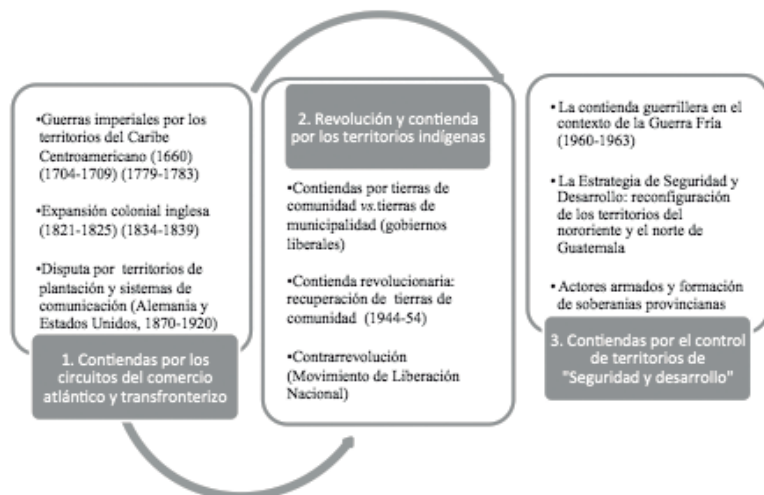 •Guerras imperiales por los
territorios del Caribe
Centroamericano (1660)
(1704-1709) (1779-1783)
•Expansión colonial inglesa
(1821-1825) (1834-1839)
•Disputa por territorios de
plantación y sistemas de
comunicación (Alemania y
Estados Unidos, 1870-1920)
1. Contiendas por los
circuitos del comercio
atlántico y transfronterizo
2. Revolución y contienda
por los territorios indígenas
•Contiendas por tierras de
comunidad vs.tierras de
municipalidad (gobiernos
liberales)
•Contienda revolucionaria:
recuperación de tierras de
comunidad (1944-54)
•Contrarrevolución
(Movimiento de Liberación
Nacional)
• La contienda guerrillera en el
contexto de la Guerra Fría
(1960-1963)
• La Estrategia de Seguridad y
Desarrollo: reconfiguración
de los territorios del
nororiente y el norte de
Guatemala
• Actores armados y formación
de soberanías provincianas
3. Contiendas por el control
de territorios de
"Seguridad y desarrollo"